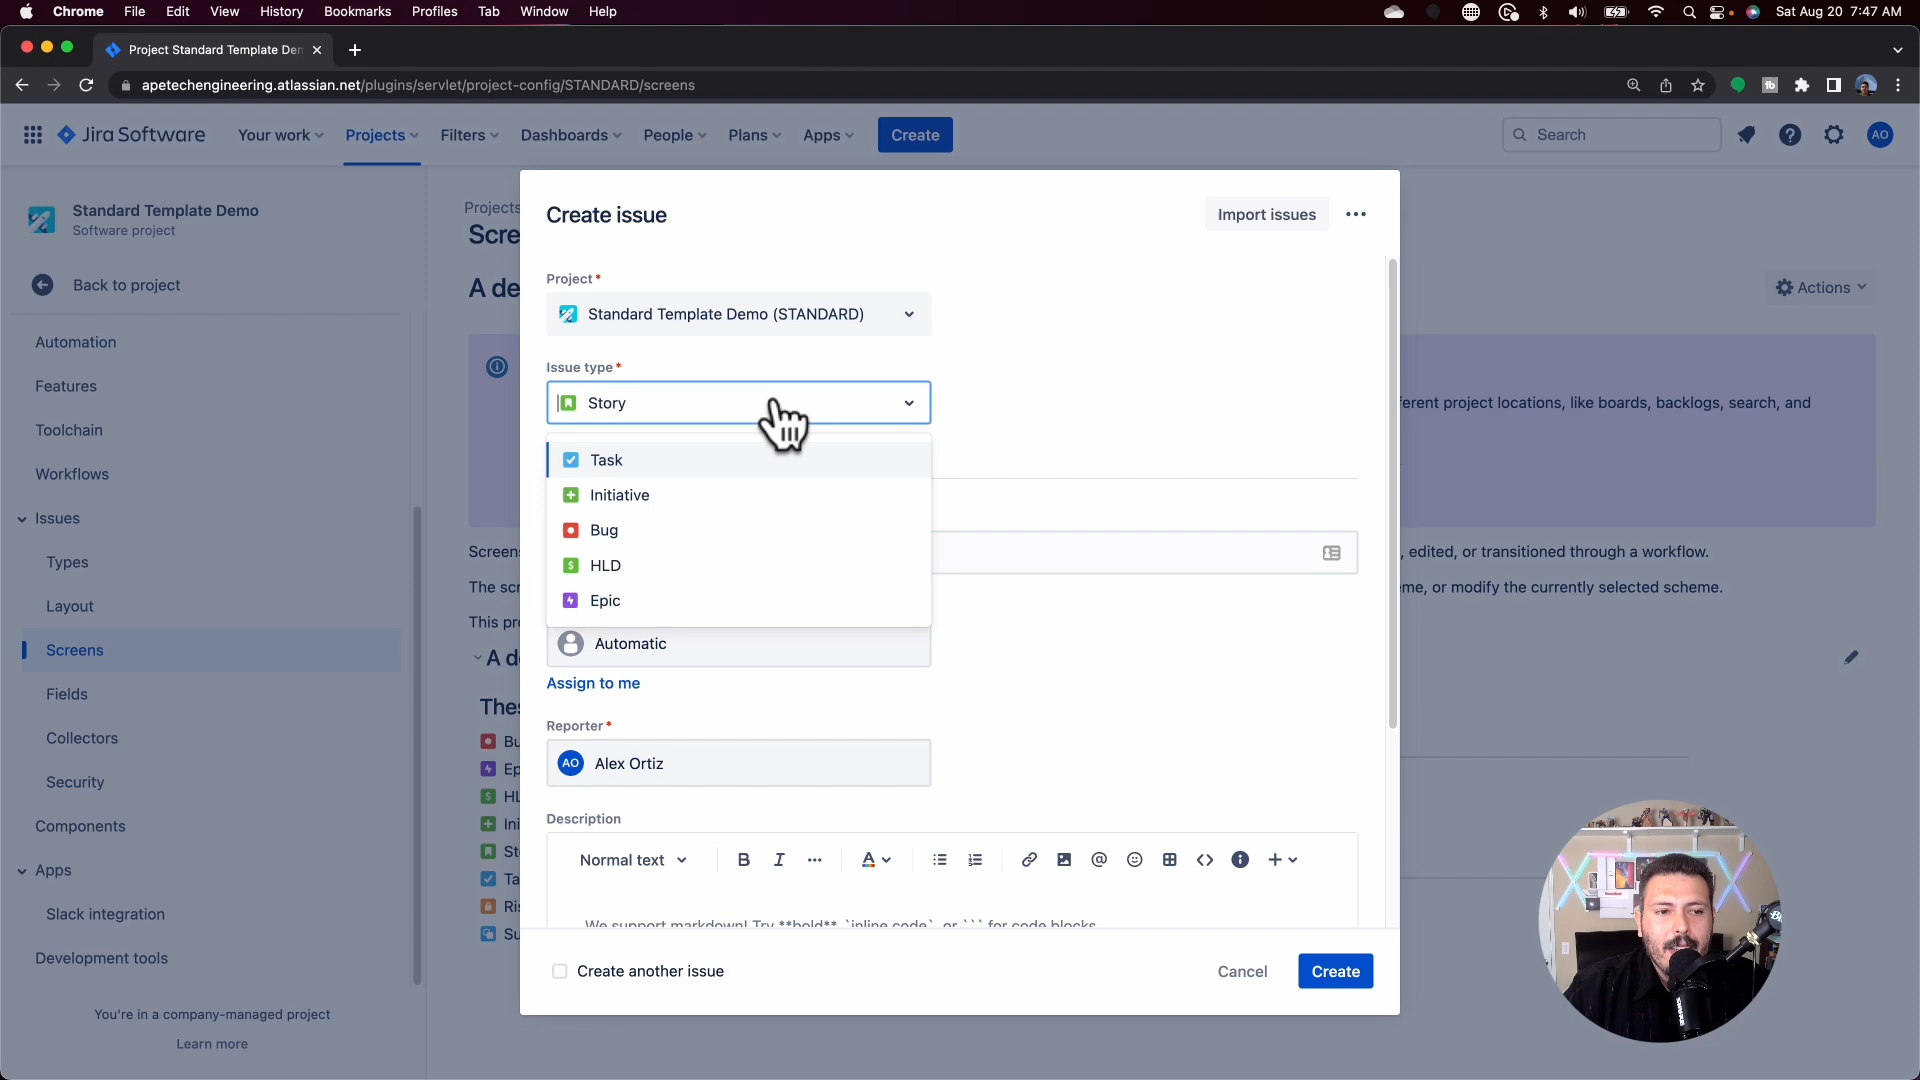 Chrome File Edit View History Bookmarks Profiles Tab Window Help
Sat Aug 20 7:47 AM
Project Standard Template Den
apetechengineering.atlassian.net/plugins/servlet/project-config/STANDARD/screens
Jira Software
Your work Projects Filters Dashboards People Plans Apps Create
Search
AO
Standard Template Demo
Software project
Back to project
Automation
Features
Toolchain
Workflows
Issues
Types
Layout
Screens
Fields
Collectors
Security
Components
Apps
Slack integration
Development tools
You're in a company-managed project
Learn more
Projects
Scre
A de
Actions
erent project locations, like boards, backlogs, search, and
Screens
, edited, or transitioned through a workflow.
The scr
me, or modify the currently selected scheme.
This pro
A d
Thes
Bu
Ep
HL
Ini
St
Ta
Ris
Su
Create issue
Import issues
Project*
Standard Template Demo (STANDARD)
Issue type*
Story
Task
Initiative
Bug
HLD
Epic
Automatic
Assign to me
Reporter*
AO Alex Ortiz
Description
Normal text B I A
We support markdown! Try **bold**, `inline code`, or ``` for code blocks.
Create another issue
Cancel
Create